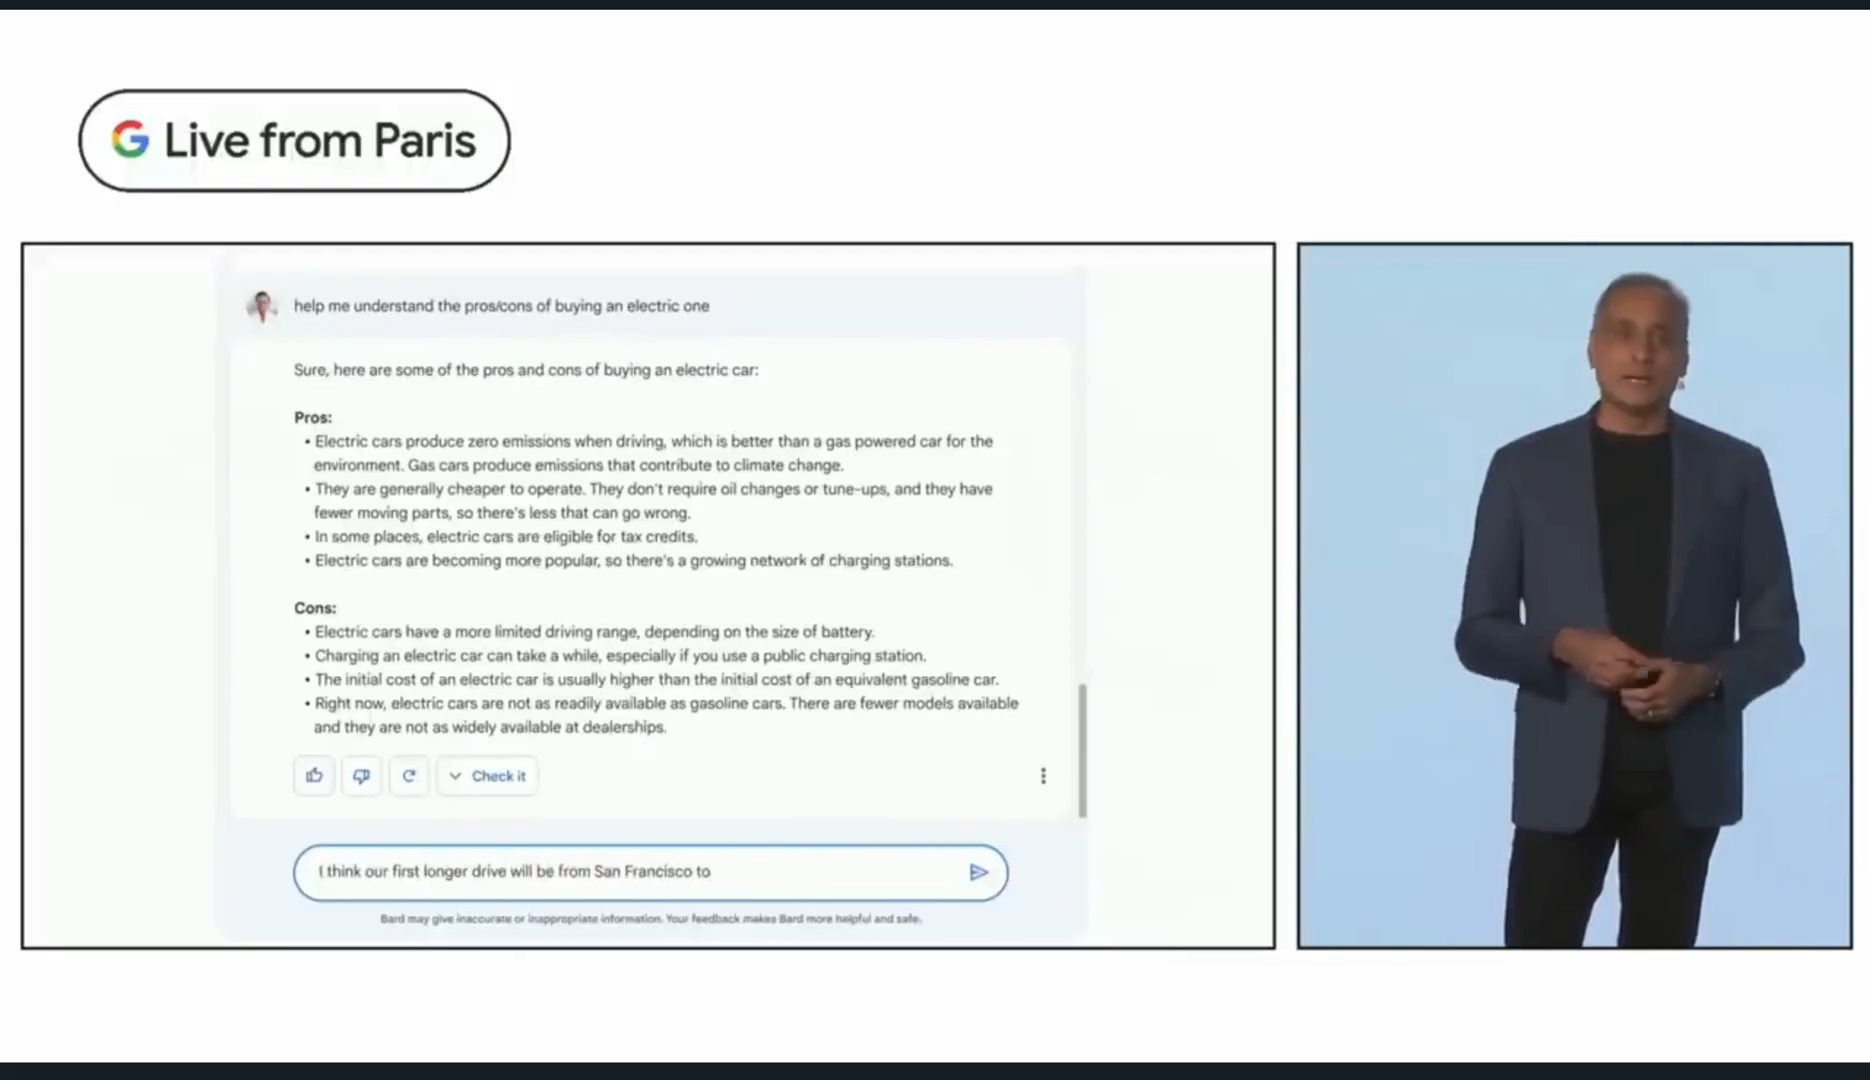 Live from Paris
help me understand the pros/cons of buying an electric one
Sure, here are some of the pros and cons of buying an electric car:
Pros:
• Electric cars produce zero emissions when driving, which is better than a gas powered car for the
environment. Gas cars produce emissions that contribute to climate change.
• They are generally cheaper to operate. They don't require oil changes or tune-ups, and they have
fewer moving parts, so there's less that can go wrong.
• In some places, electric cars are eligible for tax credits.
• Electric cars are becoming more popular, so there's a growing network of charging stations.
Cons:
• Electric cars have a more limited driving range, depending on the size of battery.
• Charging an electric car can take a while, especially if you use a public charging station.
• The initial cost of an electric car is usually higher than the initial cost of an equivalent gasoline car.
• Right now, electric cars are not as readily available as gasoline cars. There are fewer models available
and they are not as widely available at dealerships.
Check it
I think our first longer drive will be from San Francisco to
Bard may give inaccurate or inappropriate information. Your feedback makes Bard more helpful and safe.